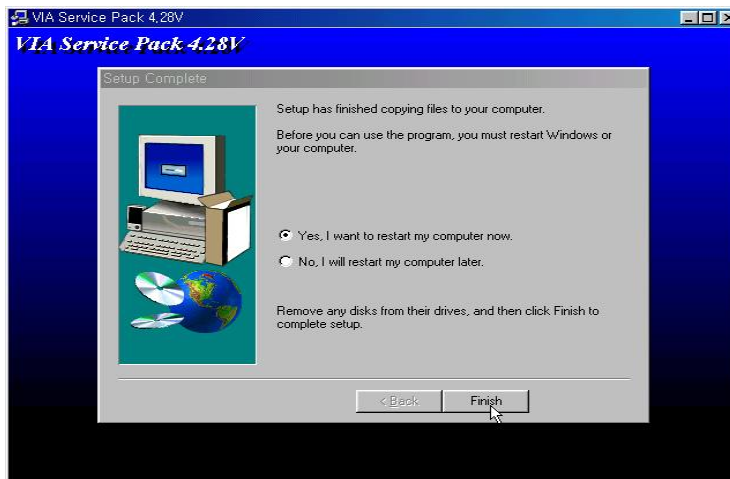 VIA Service Pack 4,28V
VIA Service Pack 4.28V
Setup Complete
Setup has finished copying files to your computer.
Before you can use the program, you must restart Windows or
your computer.
Yes, I want to restart my computer now.
No, I will restart my computer later.
Remove any disks from their drives, and then click Finish to
complete setup.
< Back
Finish